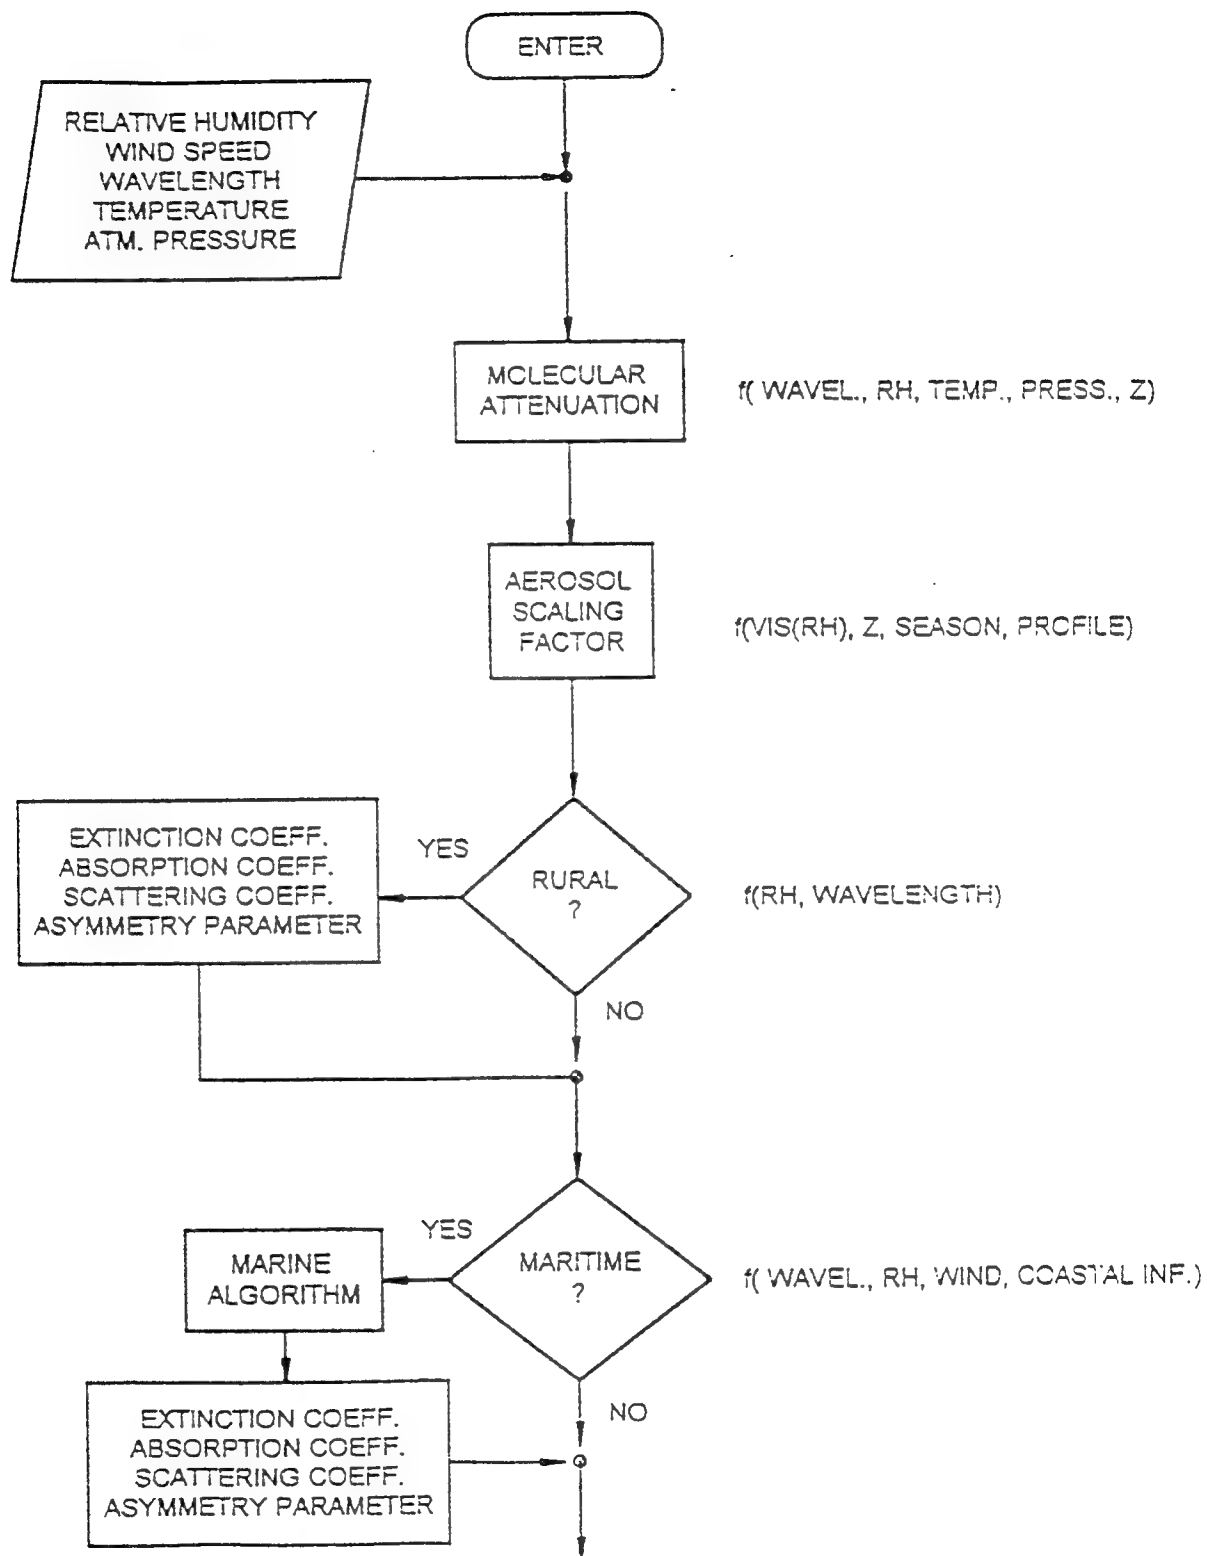 ENTER
RELATIVE HUMIDITY
WIND SPEED
WAVELENGTH
TEMPERATURE
ATM. PRESSURE
MOLECULAR
ATTENUATION
f( WAVEL., RH, TEMP., PRESS., Z)
AEROSOL
SCALING
FACTOR
f(VIS(RH), Z, SEASON, PROFILE)
EXTINCTION COEFF.
ABSORPTION COEFF.
SCATTERING COEFF.
ASYMMETRY PARAMETER
YES
RURAL
?
f(RH, WAVELENGTH)
NO
YES
MARINE
ALGORITHM
MARITIME
?
f( WAVEL., RH, WIND, COASTAL INF.)
NO
EXTINCTION COEFF.
ABSORPTION COEFF.
SCATTERING COEFF.
ASYMMETRY PARAMETER